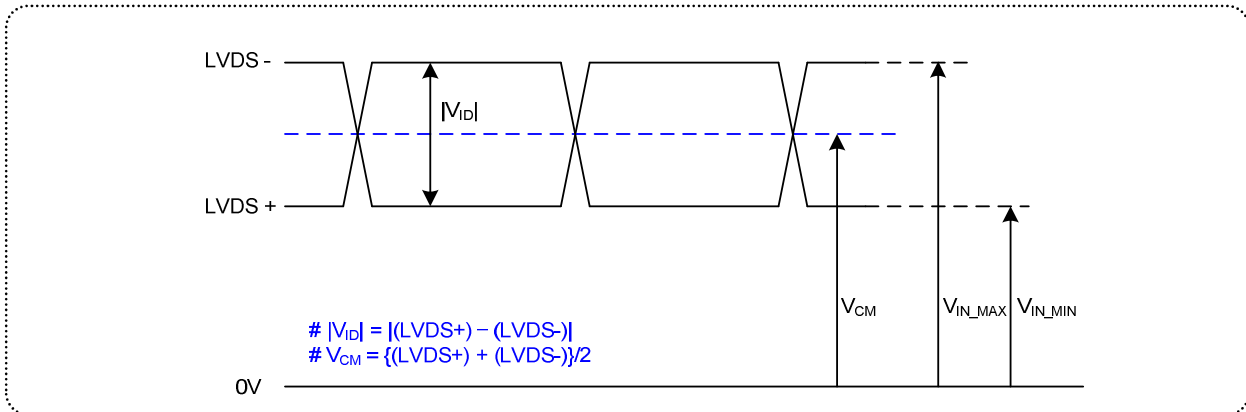 LVDS -
|VID|
LVDS +
VCM
VIN_MAX
VIN_MIN
# |VID| = |(LVDS+) – (LVDS-)|
# VCM = {(LVDS+) + (LVDS-)}/2
0V